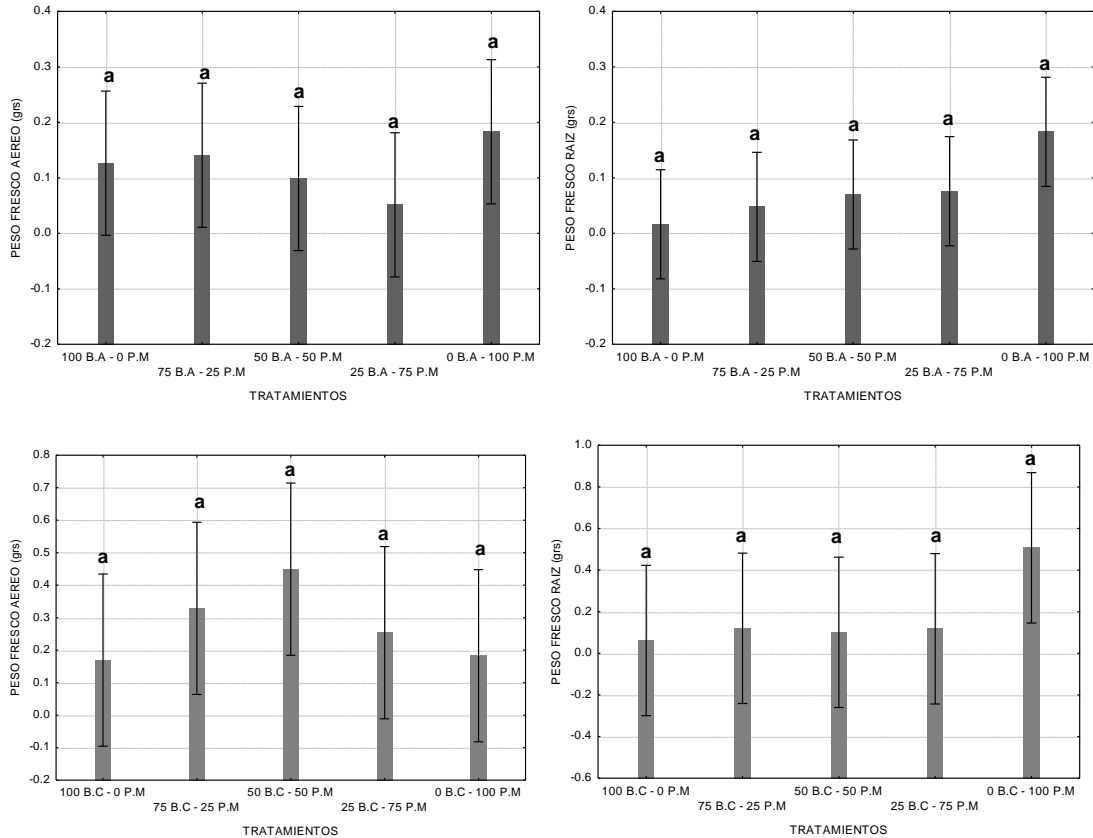 0.4
a
a
a
a
a
0.3
0.2
0.1
0.0
-0.1
-0.2
PESO FRESCO AEREO (grs)
100 B.A - 0 P.M
50 B.A - 50 P.M
0 B.A - 100 P.M
75 B.A - 25 P.M
25 B.A - 75 P.M
TRATAMIENTOS
0.4
a
a
a
a
a
0.3
0.2
0.1
0.0
-0.1
-0.2
PESO FRESCO RAIZ (grs)
100 B.A - 0 P.M
50 B.A - 50 P.M
0 B.A - 100 P.M
75 B.A - 25 P.M
25 B.A - 75 P.M
TRATAMIENTOS
0.8
a
a
a
a
a
0.7
0.6
0.5
0.4
0.3
0.2
0.1
0.0
-0.1
-0.2
PESO FRESCO AEREO (grs)
100 B.C - 0 P.M
50 B.C - 50 P.M
0 B.C - 100 P.M
75 B.C - 25 P.M
25 B.C - 75 P.M
TRATAMIENTOS
1.0
a
a
a
a
a
0.8
0.6
0.4
0.2
0.0
-0.2
-0.4
-0.6
PESO FRESCO RAIZ (grs)
100 B.C - 0 P.M
50 B.C - 50 P.M
0 B.C - 100 P.M
75 B.C - 25 P.M
25 B.C - 75 P.M
TRATAMIENTOS